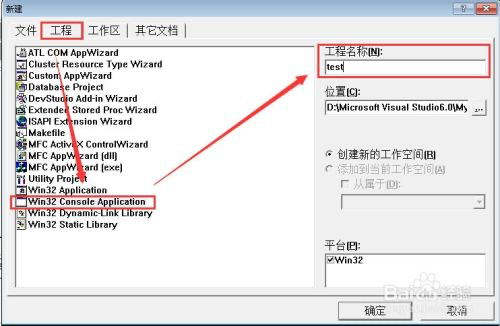 新建
文件 工程 工作区 其它文档
ATL COM AppWizard
Cluster Resource Type Wizard
Custom AppWizard
Database Project
DevStudio Add-in Wizard
Extended Stored Proc Wizard
ISAPI Extension Wizard
Makefile
MFC ActiveX ControlWizard
MFC AppWizard [dll]
MFC AppWizard [exe]
Utility Project
Win32 Application
Win32 Console Application
Win32 Dynamic-Link Library
Win32 Static Library
工程名称[N]:
test
位置[C]:
D:\Microsoft Visual Studio6.0\My ...
创建新的工作空间[R]
添加到当前工作空间[A]
从属于[D]:
平台[P]:
Win32
Baidu 经验
确定 取消